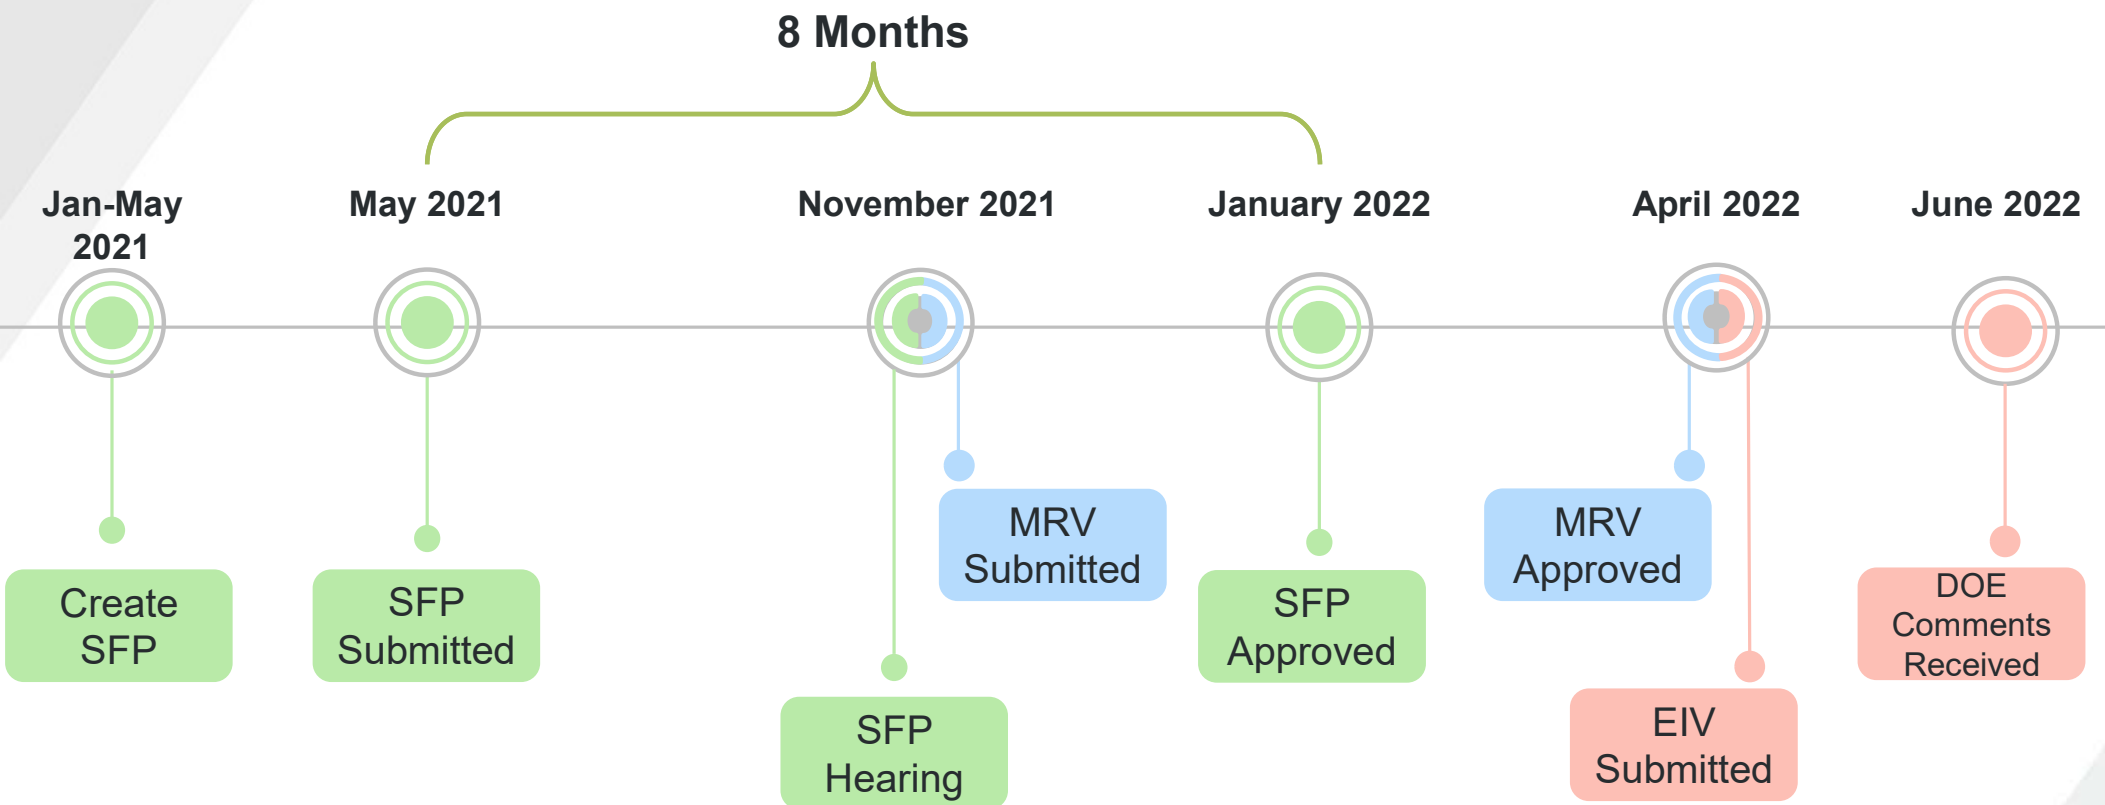 8 Months
Jan-May
2021
May 2021
November 2021
January 2022
April 2022
June 2022
Create
SFP
SFP
Submitted
SFP
Hearing
MRV
Submitted
SFP
Approved
MRV
Approved
EIV
Submitted
DOE
Comments
Received